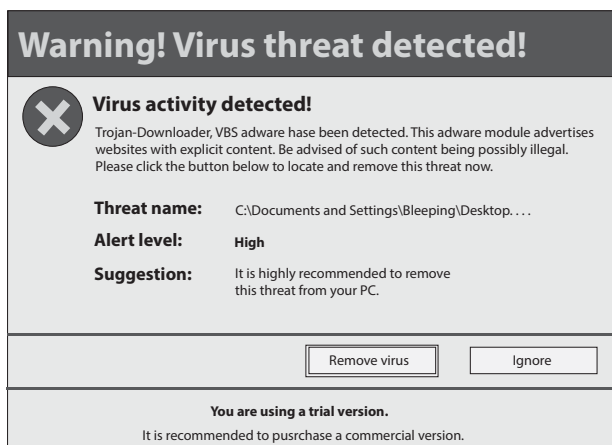 Warning! Virus threat detected!
Virus activity detected!
Trojan-Downloader, VBS adware hase been detected. This adware module advertises
websites with explicit content. Be advised of such content being possibly illegal.
Please click the button below to locate and remove this threat now.
Threat name: C:\Documents and Settings\Bleeping\Desktop. . . .
Alert level: High
Suggestion: It is highly recommended to remove
this threat from your PC.
Remove virus Ignore
You are using a trial version.
It is recommended to pusrchase a commercial version.